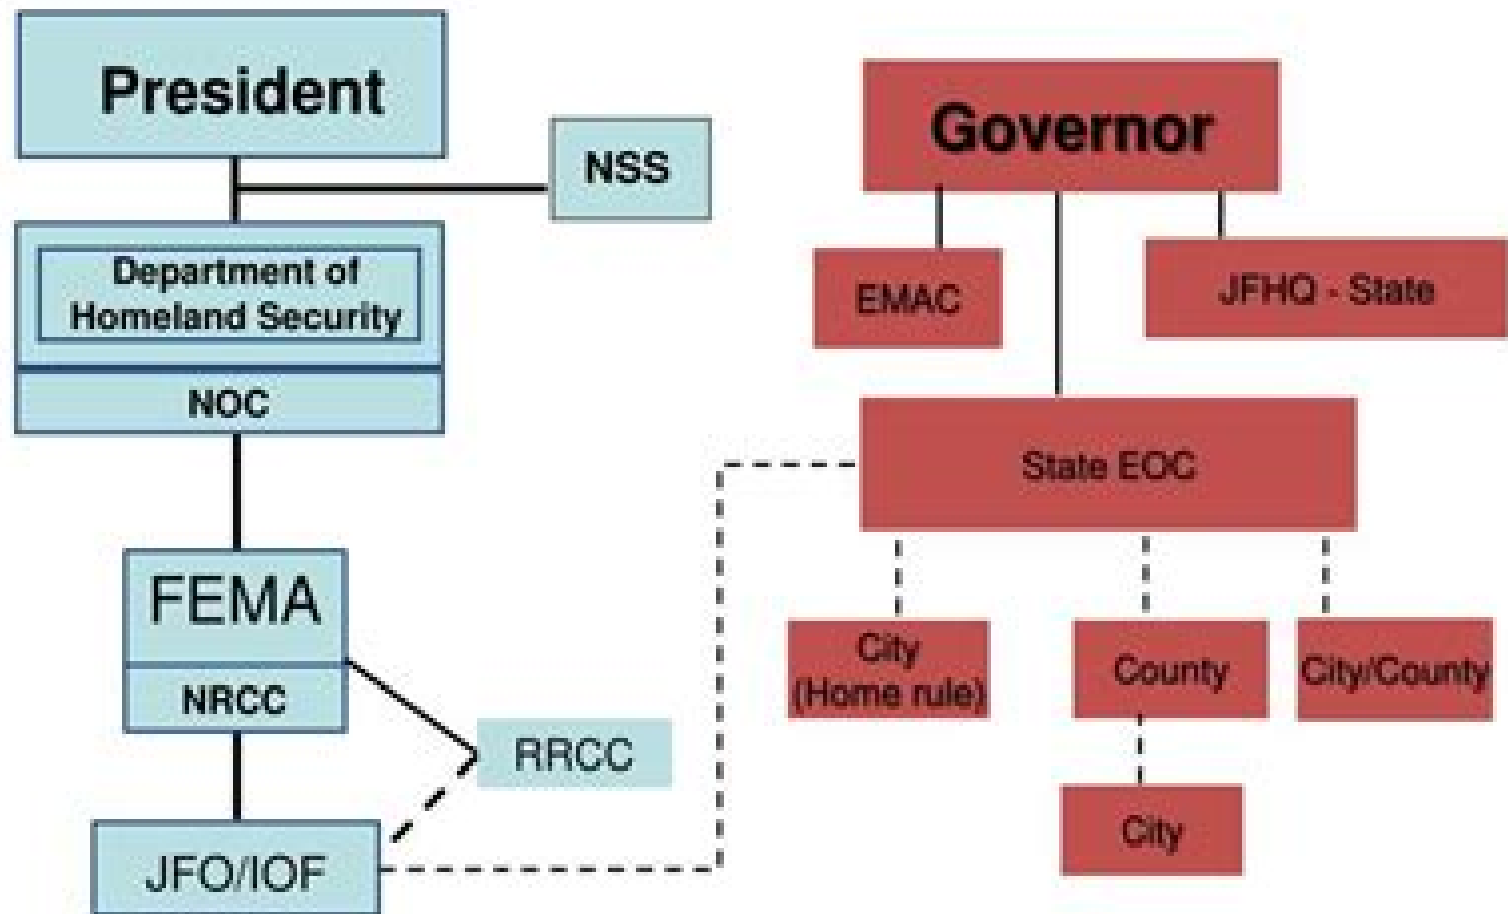 President
NSS
Department of
Homeland Security
NOC
FEMA
NRCC
RRCC
JFO/IOF
Governor
EMAC
JFHQ - State
State EOC
City
(Home rule)
County
City/County
City